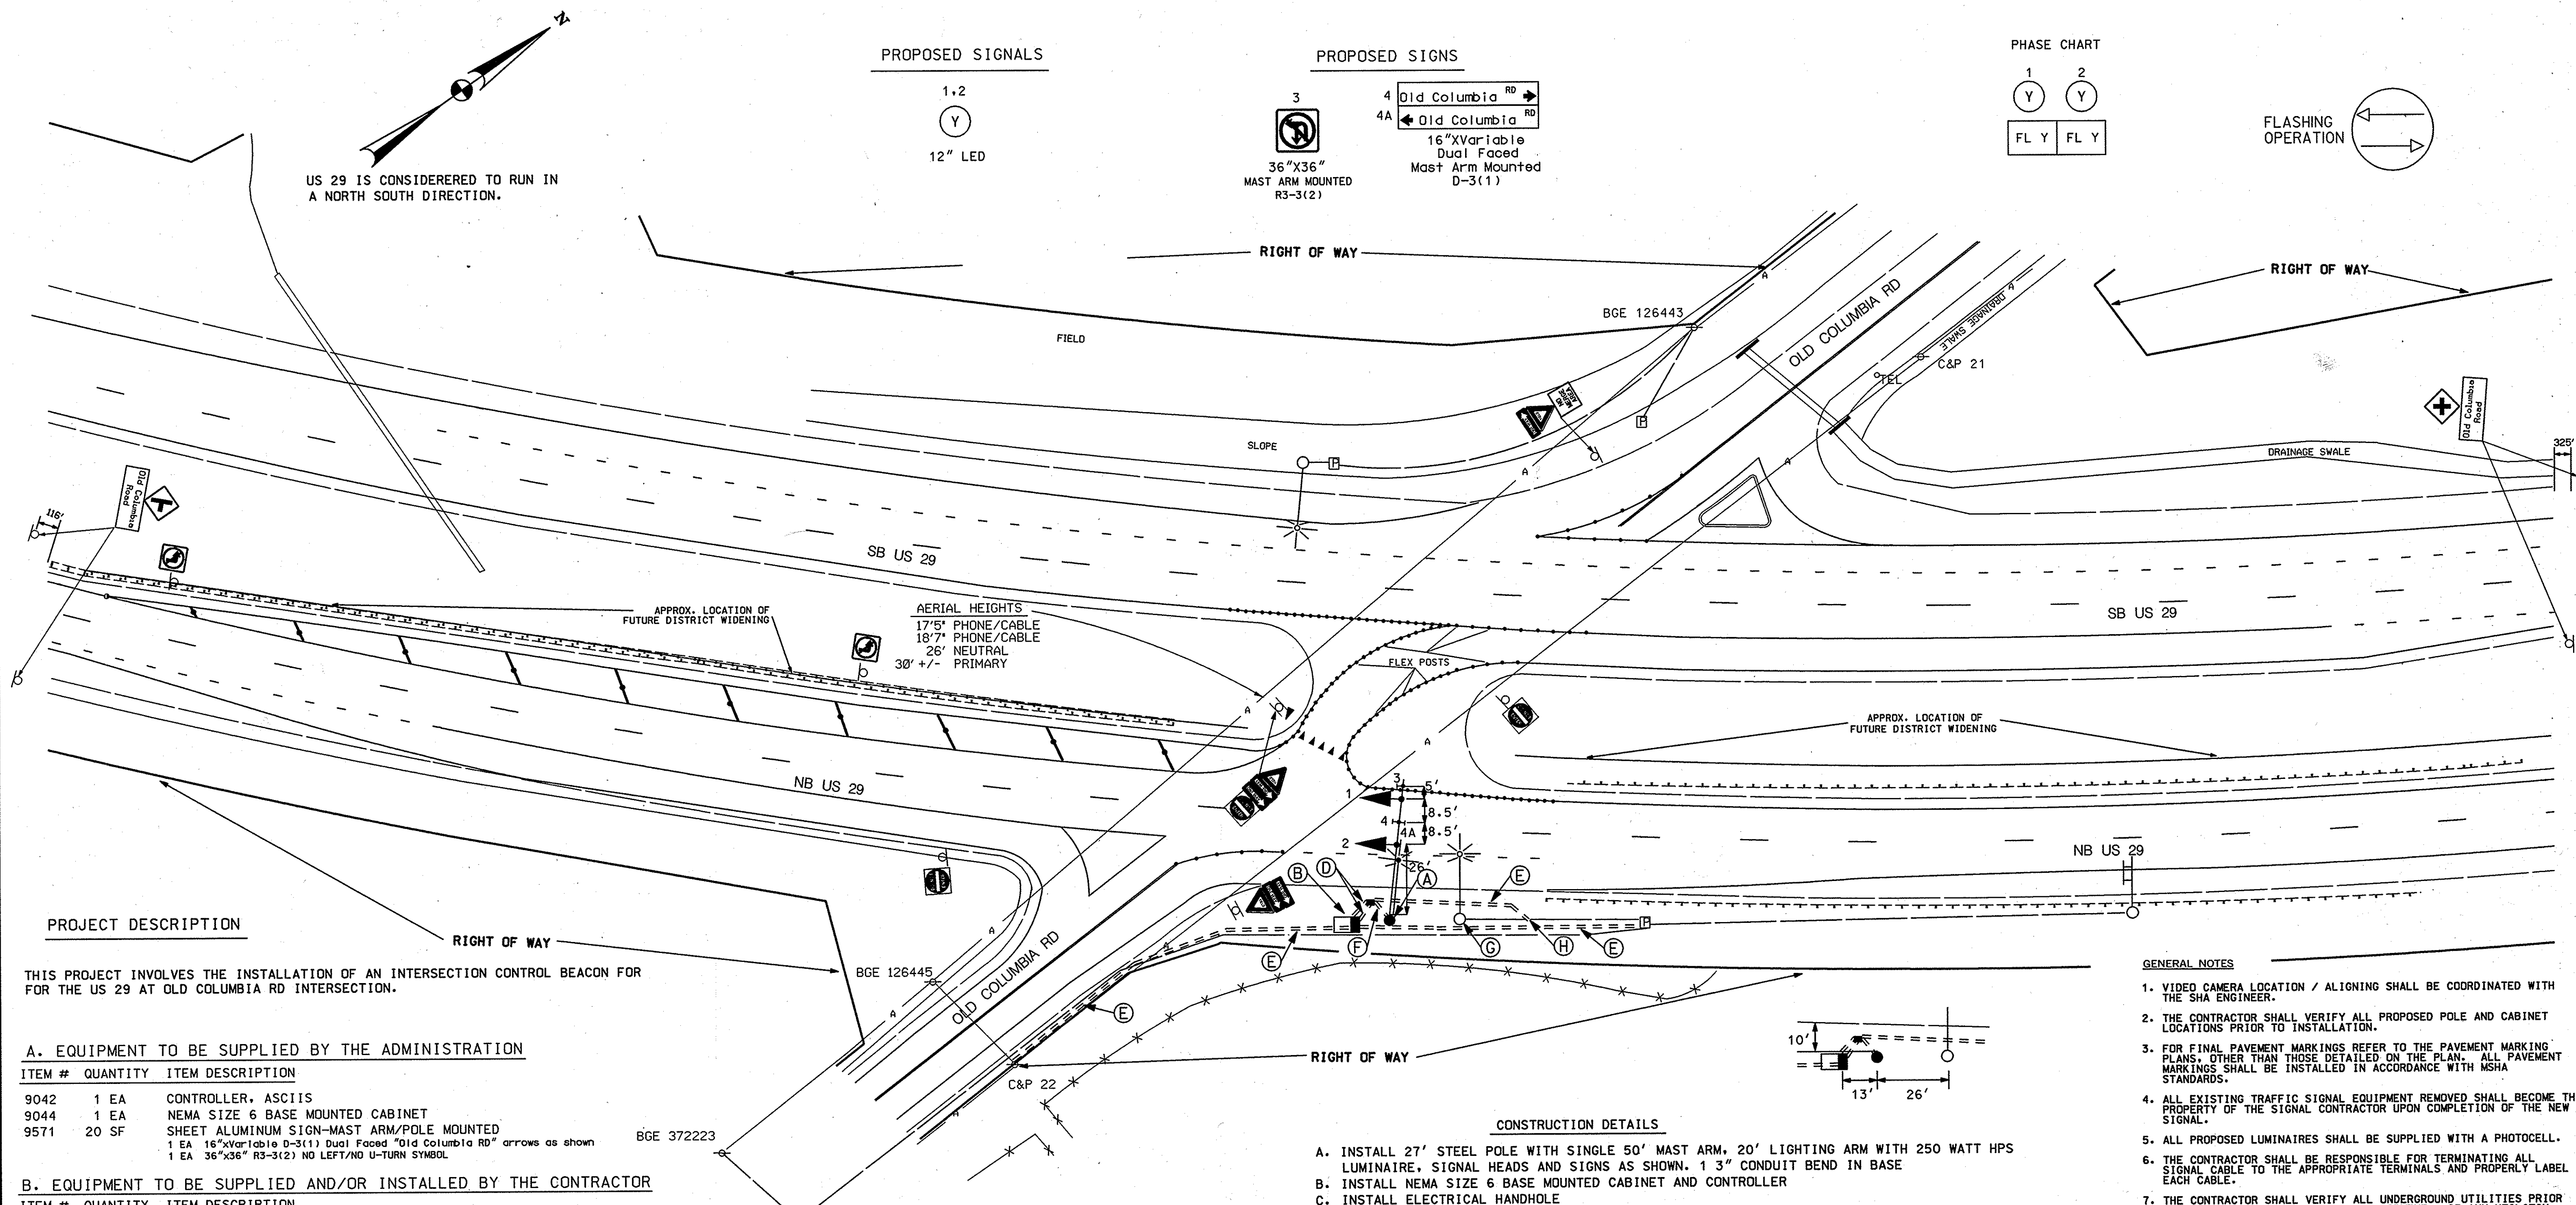 N
US 29 IS CONSIDERERED TO RUN IN
A NORTH SOUTH DIRECTION.
PROPOSED SIGNALS
1,2
Y
12" LED
PROPOSED SIGNS
3
36"X36"
MAST ARM MOUNTED
R3-3(2)
4 Old Columbia RD
4A Old Columbia RD
16"XVariable
Dual Faced
Mast Arm Mounted
D-3(1)
PHASE CHART
1 2
Y Y
FL Y FL Y
FLASHING
OPERATION
RIGHT OF WAY
RIGHT OF WAY
A
BGE 126443
OLD COLUMBIA RD
DRAINAGE SWALE
A
FIELD
TEL
C&P 21
NO
MERGE
AREA
P
Old Columbia
Road
325'
SLOPE
P
A
A
DRAINAGE SWALE
Old Columbia
Road
116'
SB US 29
SB US 29
APPROX. LOCATION OF
FUTURE DISTRICT WIDENING
AERIAL HEIGHTS
17'5" PHONE/CABLE
18'7" PHONE/CABLE
26' NEUTRAL
30' +/- PRIMARY
FLEX POSTS
A
A
APPROX. LOCATION OF
FUTURE DISTRICT WIDENING
NB US 29
3
5'
1
8.5'
4
4A
8.5'
2
26'
NB US 29
B
D
A
E
F
G
H
E
E
P
A
A
PROJECT DESCRIPTION
THIS PROJECT INVOLVES THE INSTALLATION OF AN INTERSECTION CONTROL BEACON FOR
FOR THE US 29 AT OLD COLUMBIA RD INTERSECTION.
RIGHT OF WAY
BGE 126445
OLD COLUMBIA RD
A
E
A
C&P 22
RIGHT OF WAY
BGE 372223
10'
13'
26'
A. EQUIPMENT TO BE SUPPLIED BY THE ADMINISTRATION
ITEM # QUANTITY ITEM DESCRIPTION
9042 1 EA CONTROLLER, ASCIIS
9044 1 EA NEMA SIZE 6 BASE MOUNTED CABINET
9571 20 SF SHEET ALUMINUM SIGN-MAST ARM/POLE MOUNTED
1 EA 16"xVariable D-3(1) Dual Faced "Old Columbia RD" arrows as shown
1 EA 36"x36" R3-3(2) NO LEFT/NO U-TURN SYMBOL
B. EQUIPMENT TO BE SUPPLIED AND/OR INSTALLED BY THE CONTRACTOR
ITEM # QUANTITY ITEM DESCRIPTION
CONSTRUCTION DETAILS
A. INSTALL 27' STEEL POLE WITH SINGLE 50' MAST ARM, 20' LIGHTING ARM WITH 250 WATT HPS
LUMINAIRE, SIGNAL HEADS AND SIGNS AS SHOWN. 1 3" CONDUIT BEND IN BASE
B. INSTALL NEMA SIZE 6 BASE MOUNTED CABINET AND CONTROLLER
C. INSTALL ELECTRICAL HANDHOLE
GENERAL NOTES
1. VIDEO CAMERA LOCATION / ALIGNING SHALL BE COORDINATED WITH
THE SHA ENGINEER.
2. THE CONTRACTOR SHALL VERIFY ALL PROPOSED POLE AND CABINET
LOCATIONS PRIOR TO INSTALLATION.
3. FOR FINAL PAVEMENT MARKINGS REFER TO THE PAVEMENT MARKING
PLANS, OTHER THAN THOSE DETAILED ON THE PLAN. ALL PAVEMENT
MARKINGS SHALL BE INSTALLED IN ACCORDANCE WITH MSHA
STANDARDS.
4. ALL EXISTING TRAFFIC SIGNAL EQUIPMENT REMOVED SHALL BECOME TH
PROPERTY OF THE SIGNAL CONTRACTOR UPON COMPLETION OF THE NEW
SIGNAL.
5. ALL PROPOSED LUMINAIRES SHALL BE SUPPLIED WITH A PHOTOCELL.
6. THE CONTRACTOR SHALL BE RESPONSIBLE FOR TERMINATING ALL
SIGNAL CABLE TO THE APPROPRIATE TERMINALS AND PROPERLY LABEL
EACH CABLE.
7. THE CONTRACTOR SHALL VERIFY ALL UNDERGROUND UTILITIES PRIOR